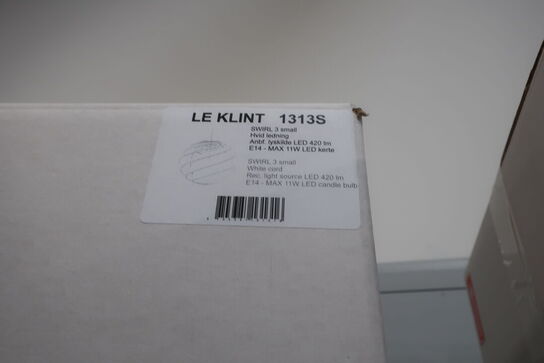 LE KLINT 1313S
SWIRL 3 small
Hvid ledning
Anbf. lyskilde LED 420 lm
E14 - MAX 11W LED kerte
SWIRL 3 small
White cord
Rec. light source LED 420 lm
E14 - MAX 11W LED candle bulb